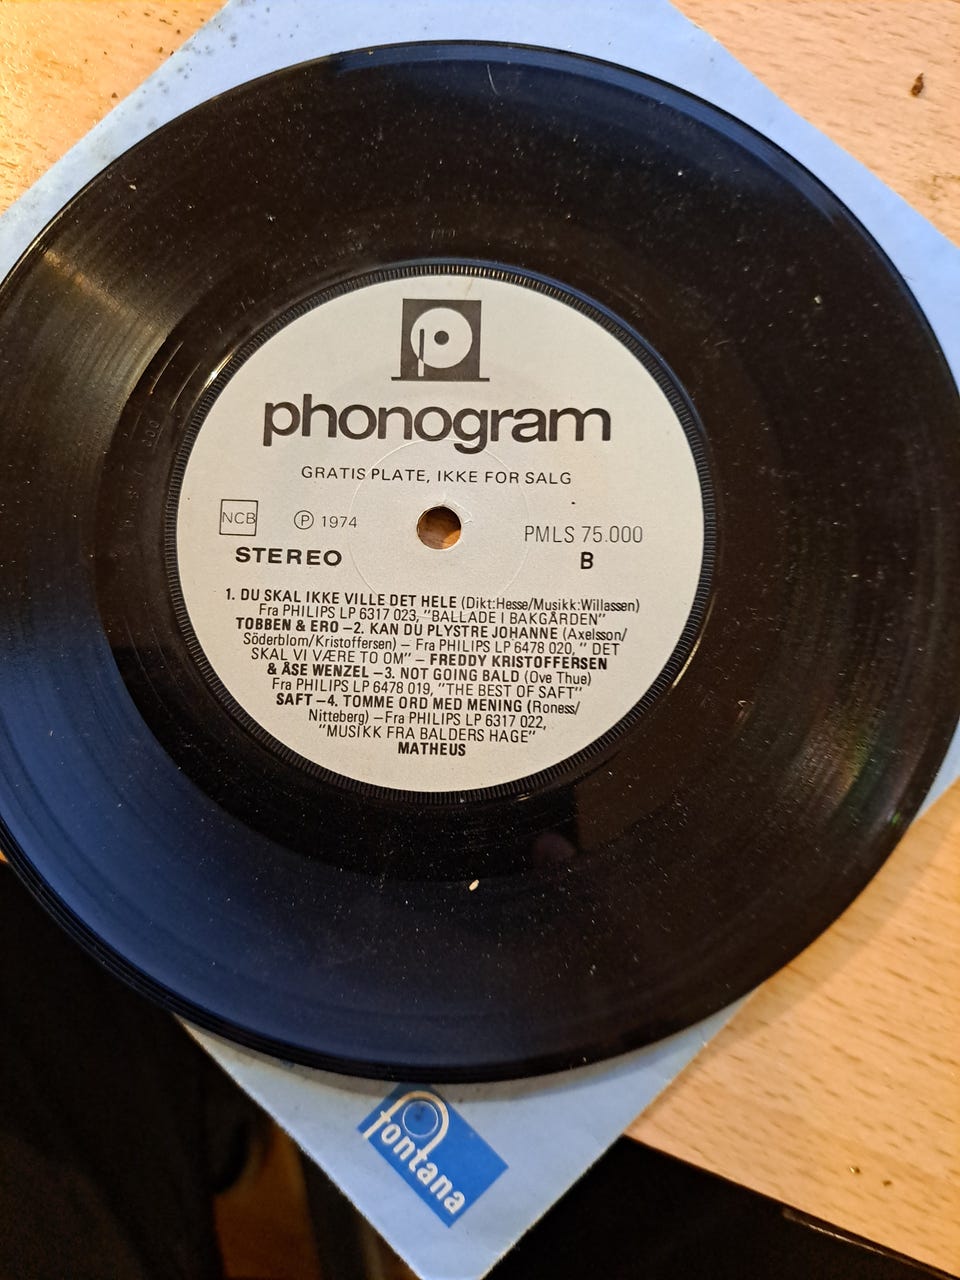 phonogram
GRATIS PLATE, IKKE FOR SALG
NCB
℗ 1974
PMLS 75.000
STEREO
B
1. DU SKAL IKKE VILLE DET HELE (Dikt:Hesse/Musikk:Willassen)
Fra PHILIPS LP 6317 023, "BALLADE I BAKGÅRDEN"
TOBBEN & ERO –2. KAN DU PLYSTRE JOHANNE (Axelsson/
Söderblom/Kristoffersen) – Fra PHILIPS LP 6478 020, " DET
SKAL VI VÆRE TO OM" – FREDDY KRISTOFFERSEN
& ÅSE WENZEL –3. NOT GOING BALD (Ove Thue)
Fra PHILIPS LP 6478 019, "THE BEST OF SAFT"
SAFT –4. TOMME ORD MED MENING (Roness/
Nitteberg) –Fra PHILIPS LP 6317 022,
"MUSIKK FRA BALDERS HAGE"
MATHEUS
fontana